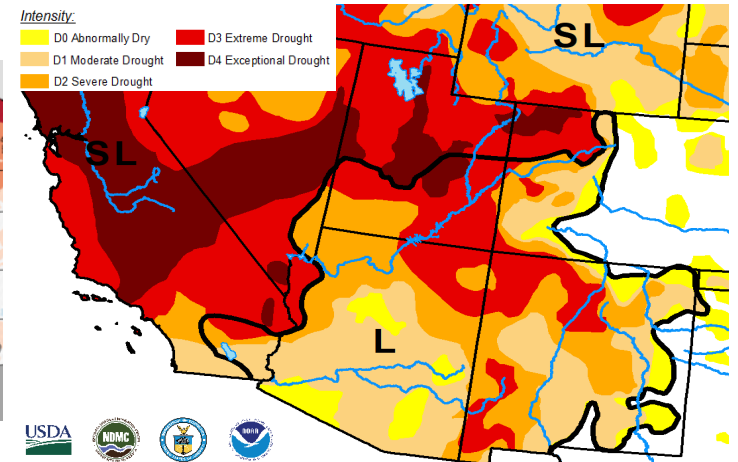 Intensity:
D0 Abnormally Dry
D1 Moderate Drought
D2 Severe Drought
D3 Extreme Drought
D4 Exceptional Drought
SL
SL
L
USDA
NDMC
NOAA